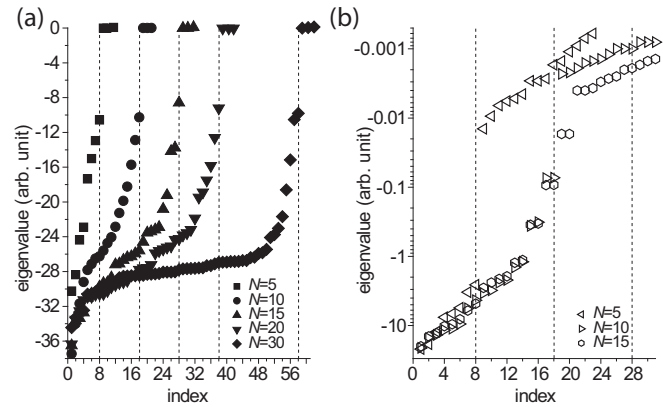 (a)
eigenvalue (arb. unit)
0
-4
-8
-12
-16
-20
-24
-28
-32
-36
N=5
N=10
N=15
N=20
N=30
0 8 16 24 32 40 48 56
index
(b)
eigenvalue (arb. unit)
-0.001
-0.01
-0.1
-1
-10
N=5
N=10
N=15
0 4 8 12 16 20 24 28
index